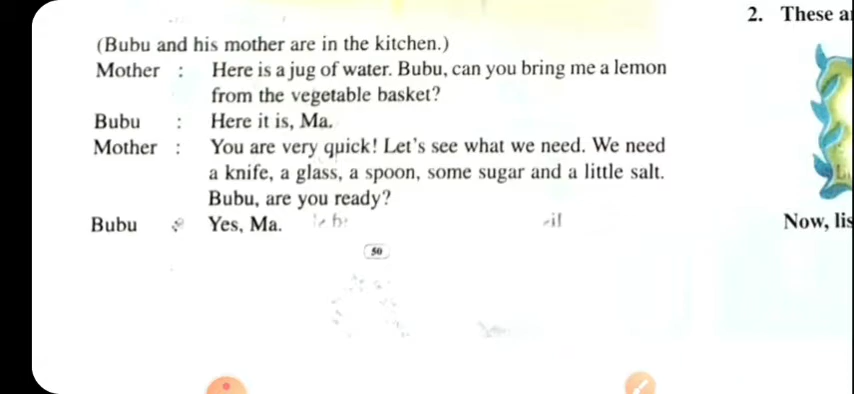 2. These
(Bubu and his mother are in the kitchen.)
Mother : Here is a jug of water. Bubu, can you bring me a lemon
from the vegetable basket?
Bubu : Here it is, Ma.
Mother : You are very quick! Let's see what we need. We need
a knife, a glass, a spoon, some sugar and a little salt.
Bubu, are you ready?
Bubu : Yes, Ma.
Now,
50